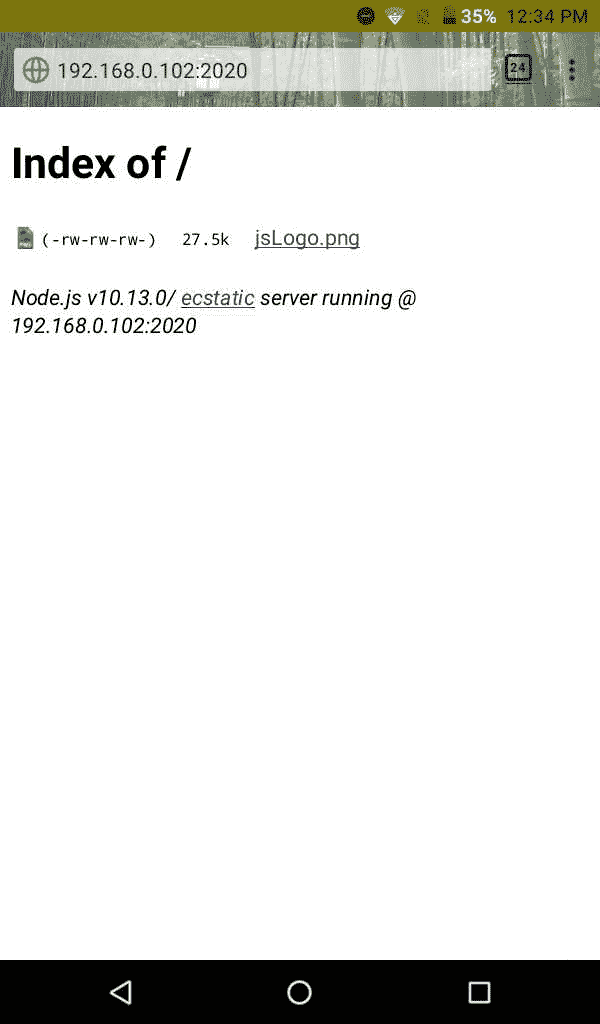 35% 12:34 PM
192.168.0.102:2020 24
Index of /
(-rw-rw-rw-) 27.5k jsLogo.png
Node.js v10.13.0/ ecstatic server running @
192.168.0.102:2020